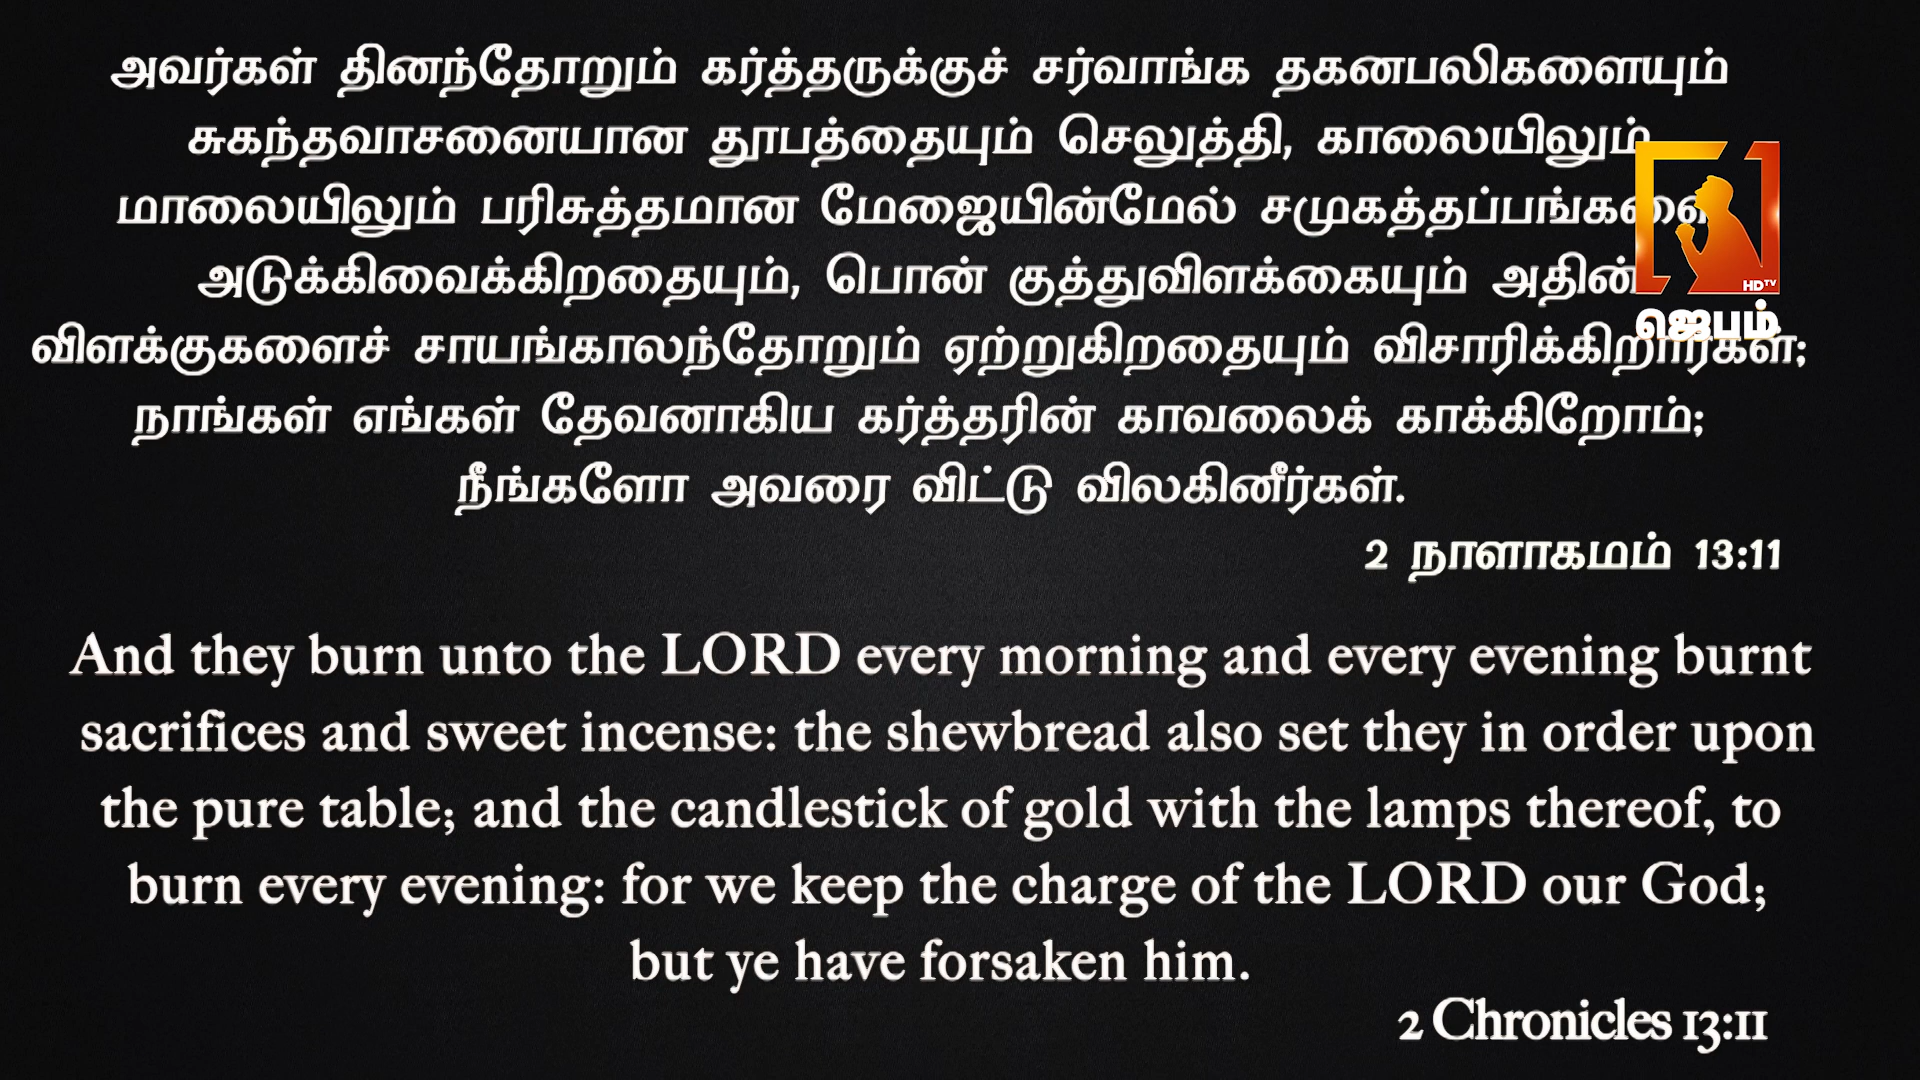 அவர்கள் தினந்தோறும் கர்த்தருக்குச் சர்வாங்க தகனபலிகளையும்
சுகந்தவாசனையான தூபத்தையும் செலுத்தி, காலையிலும்
மாலையிலும் பரிசுத்தமான மேஜையின்மேல் சமுகத்தப்பங்களை
அடுக்கிவைக்கிறதையும், பொன் குத்துவிளக்கையும் அதின்
விளக்குகளைச் சாயங்காலந்தோறும் ஏற்றுகிறதையும் விசாரிக்கிறார்கள்;
நாங்கள் எங்கள் தேவனாகிய கர்த்தரின் காவலைக் காக்கிறோம்;
நீங்களோ அவரை விட்டு விலகினீர்கள்.
2 நாளாகமம் 13:11
HDTV
ஜெபம்
And they burn unto the LORD every morning and every evening burnt
sacrifices and sweet incense: the shewbread also set they in order upon
the pure table; and the candlestick of gold with the lamps thereof, to
burn every evening: for we keep the charge of the LORD our God;
but ye have forsaken him.
2 Chronicles 13:11